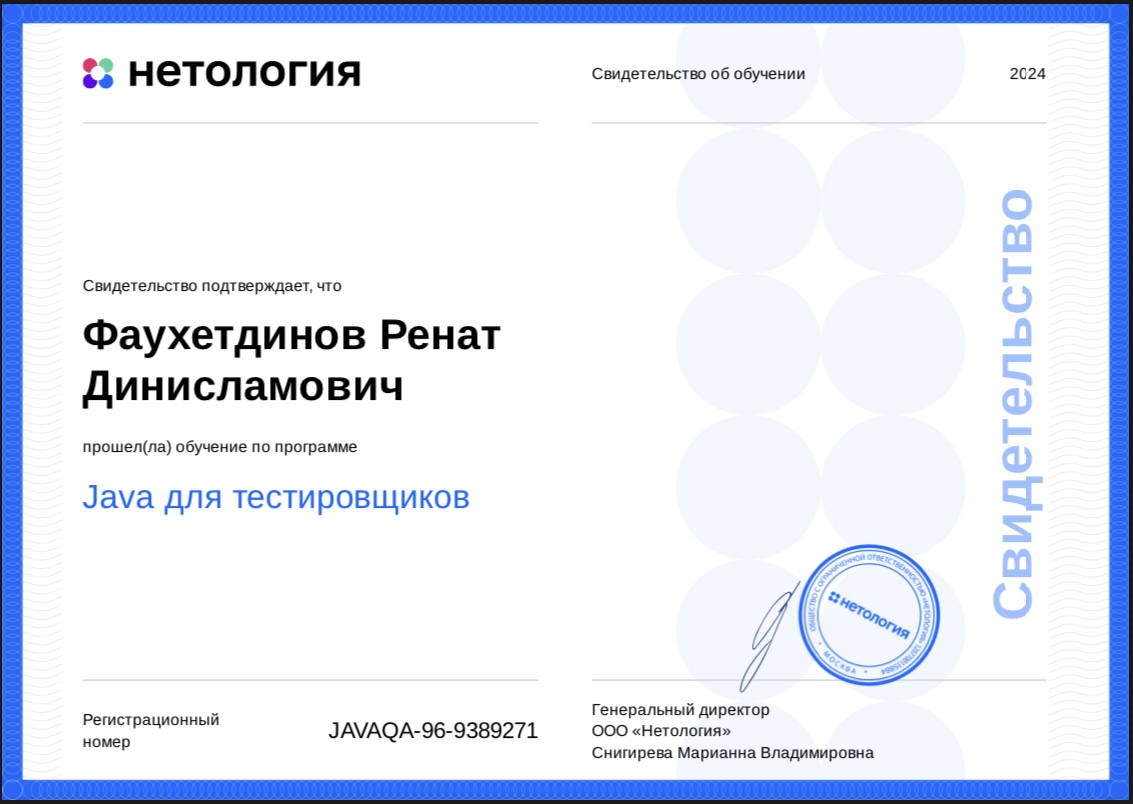 нетология
Свидетельство об обучении
2024
Свидетельство подтверждает, что
Фаухетдинов Ренат
Динисламович
прошел(ла) обучение по программе
Java для тестировщиков
Свидетельство
ОБЩЕСТВО С ОГРАНИЧЕННОЙ ОТВЕТСТВЕННОСТЬЮ «НЕТОЛОГИЯ»
МОСКВА
нетология
Регистрационный
номер
JAVAQA-96-9389271
Генеральный директор
ООО «Нетология»
Снигирева Марианна Владимировна